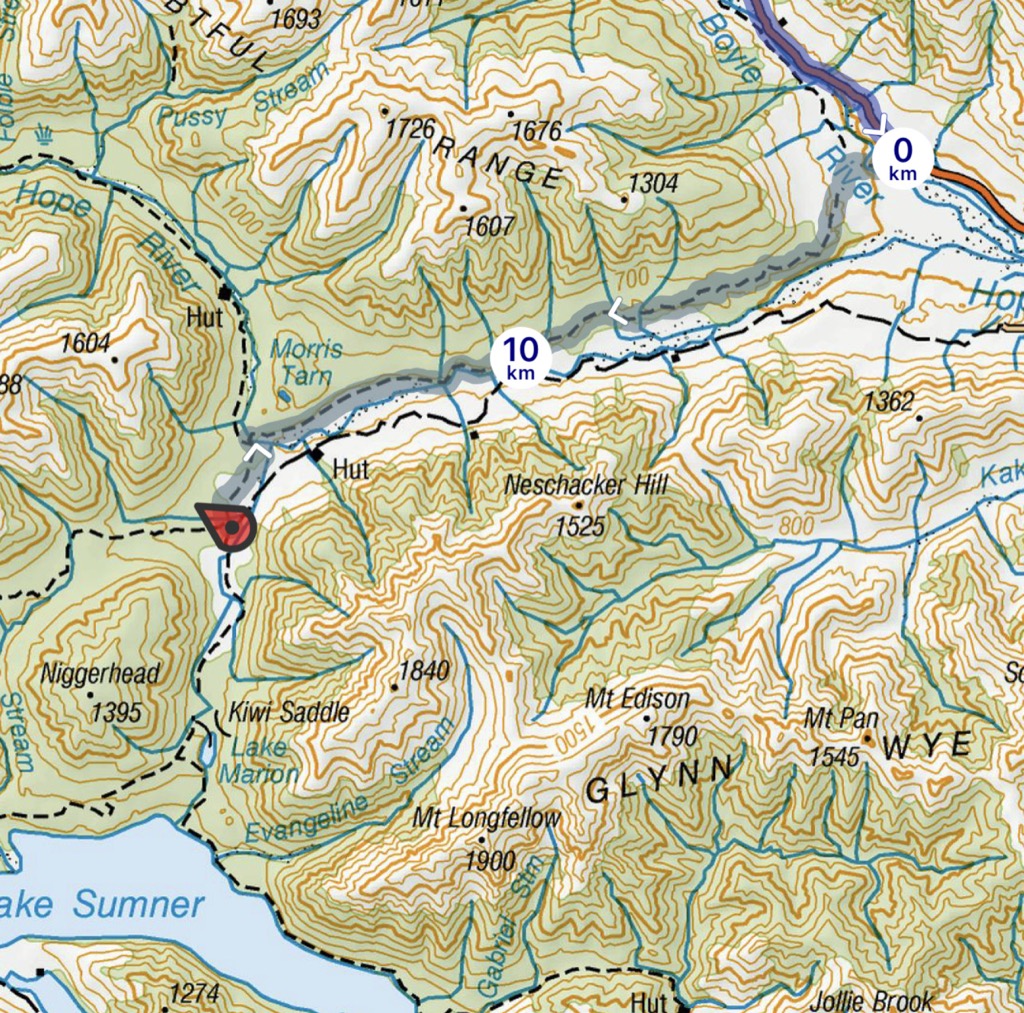 1693
BTFUL
Boyle
Pussy Stream
1726
1676
RANGE
0
km
River
1304
Hope
River
1000
1607
Hut
Morris
Tarn
1604
88
10
km
1362
Hut
Neschacker Hill
1525
800
Niggerhead
1395
Kiwi Saddle
1840
Mt Edison
1790
Mt Pan
1545
WYE
Stream
Lake
Marion
Stream
1500
GLYNN
Evangeline
Mt Longfellow
1900
ake Sumner
Gabriel Stm
1274
Hut
Jollie Brook